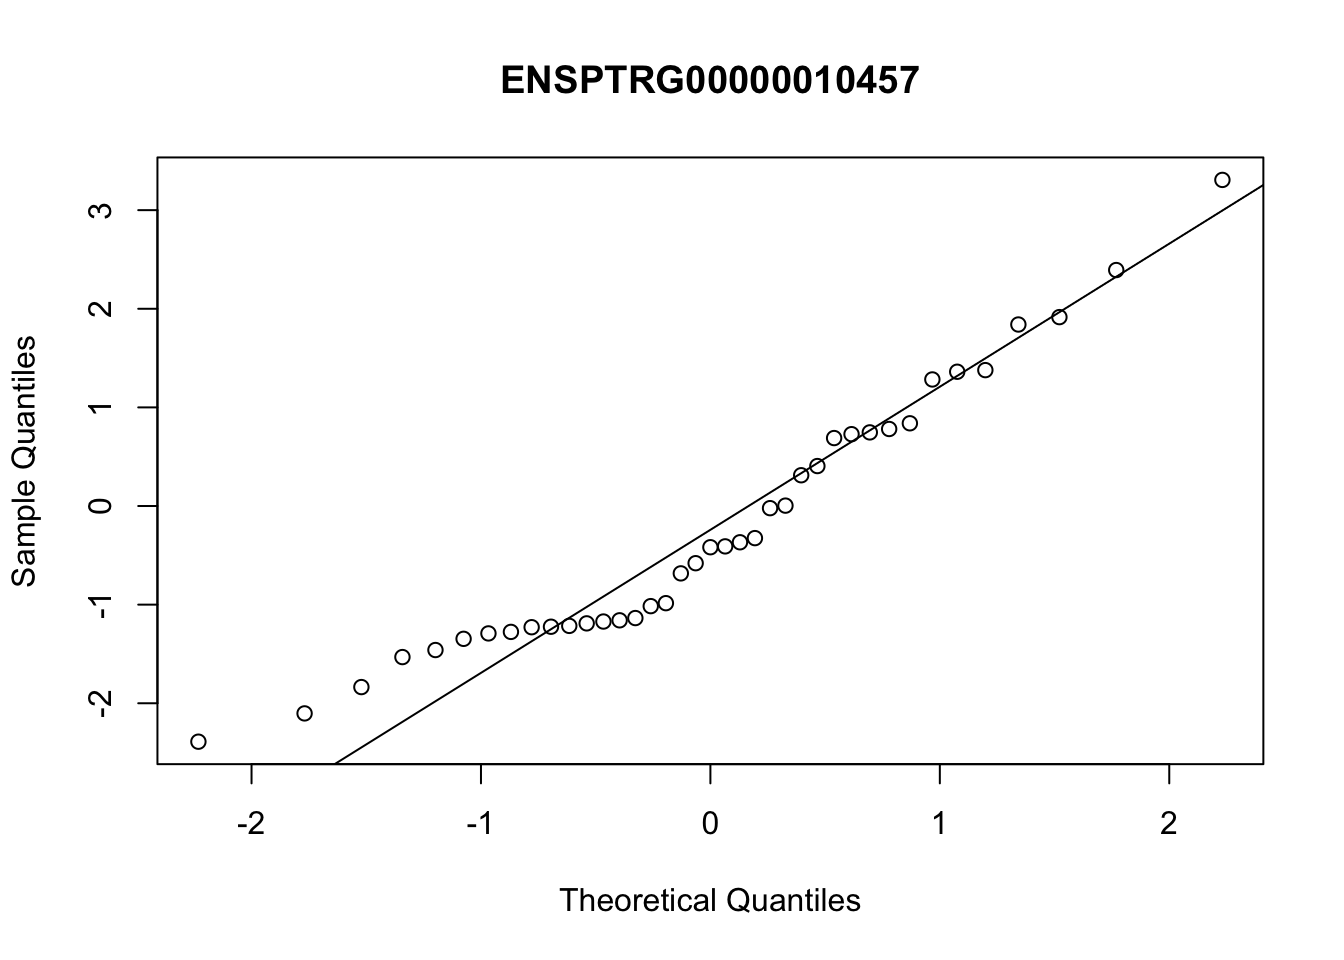 ENSPTRG00000010457
Sample Quantiles
3
2
1
0
-1
-2
-2 -1 0 1 2
Theoretical Quantiles